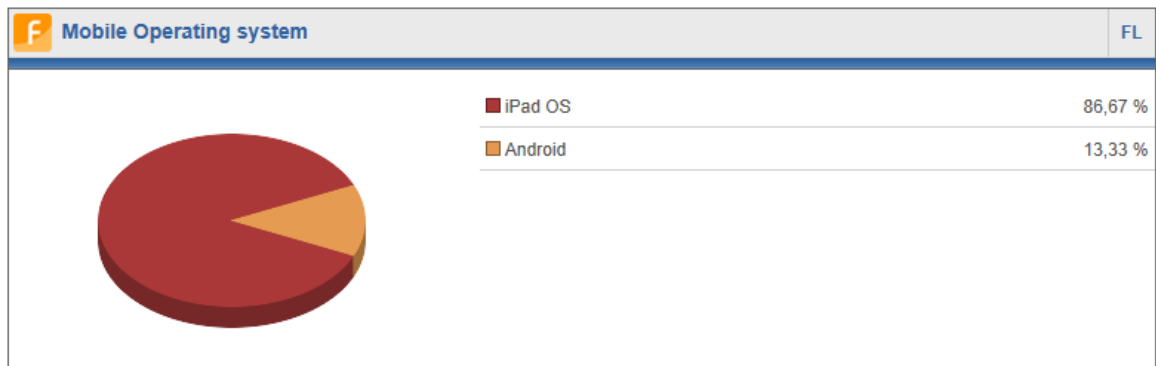 Mobile Operating system FL
iPad OS 86,67 %
Android 13,33 %